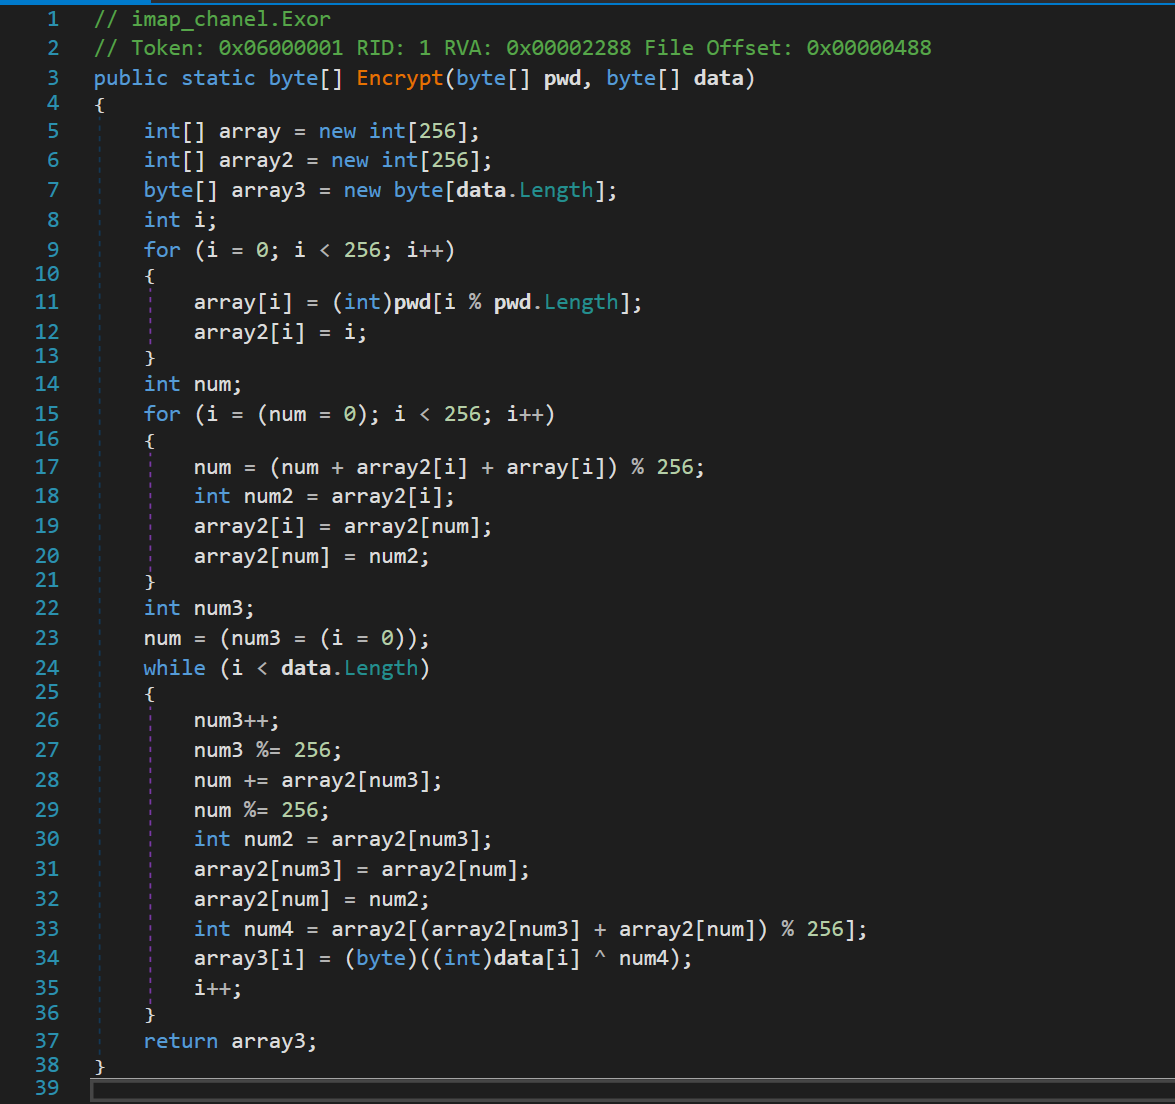 1 // imap_chanel.Exor
2 // Token: 0x06000001 RID: 1 RVA: 0x00002288 File Offset: 0x00000488
3 public static byte[] Encrypt(byte[] pwd, byte[] data)
4 {
5     int[] array = new int[256];
6     int[] array2 = new int[256];
7     byte[] array3 = new byte[data.Length];
8     int i;
9     for (i = 0; i < 256; i++)
10     {
11         array[i] = (int)pwd[i % pwd.Length];
12         array2[i] = i;
13     }
14     int num;
15     for (i = (num = 0); i < 256; i++)
16     {
17         num = (num + array2[i] + array[i]) % 256;
18         int num2 = array2[i];
19         array2[i] = array2[num];
20         array2[num] = num2;
21     }
22     int num3;
23     num = (num3 = (i = 0));
24     while (i < data.Length)
25     {
26         num3++;
27         num3 %= 256;
28         num += array2[num3];
29         num %= 256;
30         int num2 = array2[num3];
31         array2[num3] = array2[num];
32         array2[num] = num2;
33         int num4 = array2[(array2[num3] + array2[num]) % 256];
34         array3[i] = (byte)((int)data[i] ^ num4);
35         i++;
36     }
37     return array3;
38 }
39